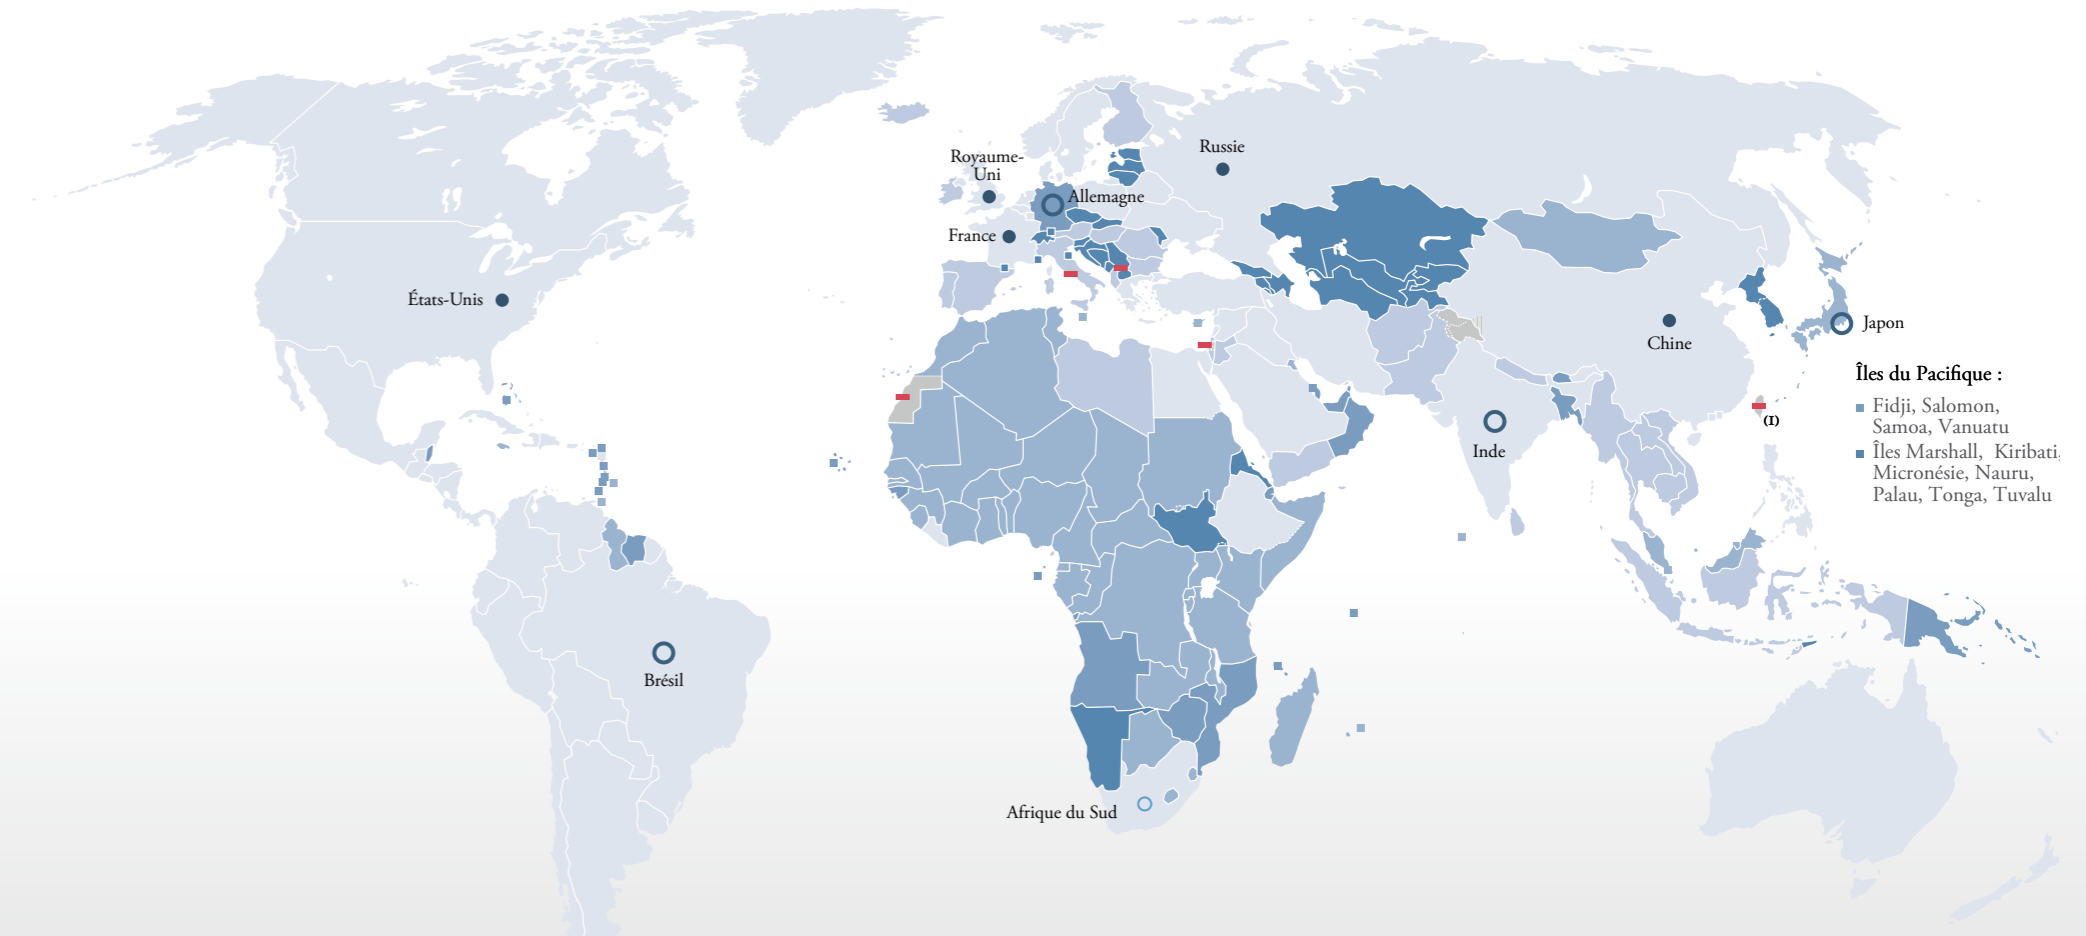 Russie
Royaume-
Uni
Allemagne
France
États-Unis
Japon
Chine
Îles du Pacifique :
Fidji, Salomon,
Samoa, Vanuatu
(1)
Îles Marshall, Kiribati,
Micronésie, Nauru,
Palau, Tonga, Tuvalu
Inde
Brésil
Afrique du Sud